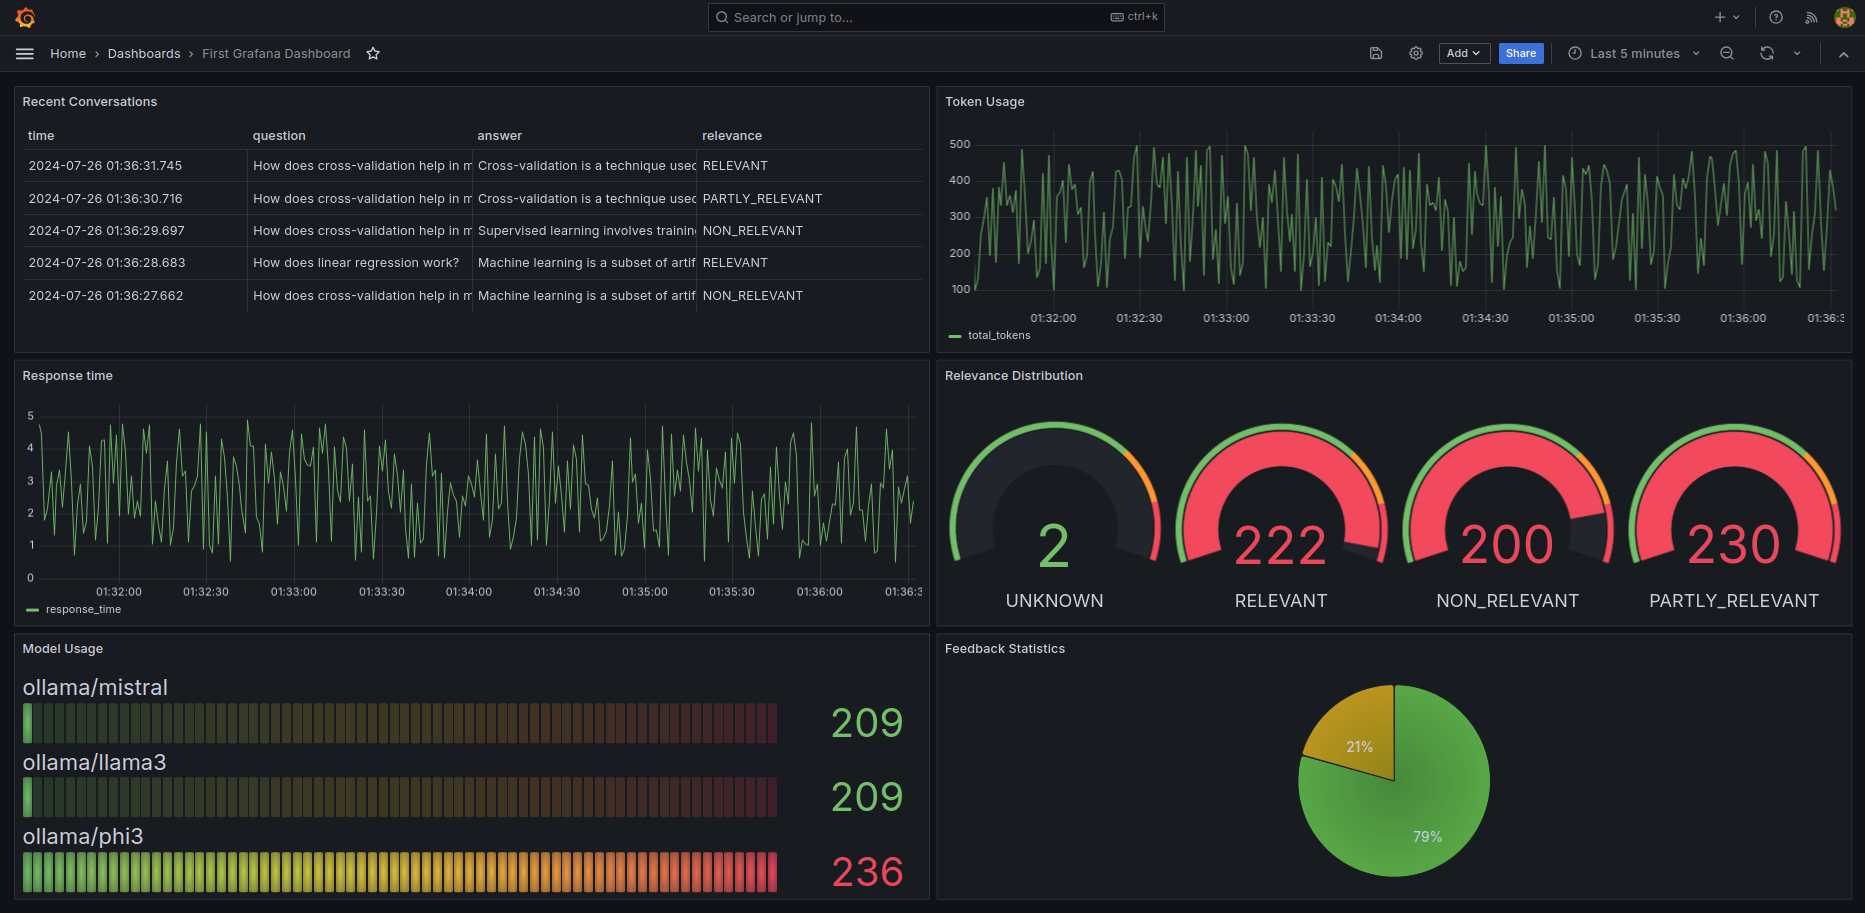 Search or jump to... ctrl+k
Home › Dashboards › First Grafana Dashboard
Add Share Last 5 minutes
Recent Conversations
time question answer relevance
2024-07-26 01:36:31.745 How does cross-validation help in m Cross-validation is a technique used RELEVANT
2024-07-26 01:36:30.716 How does cross-validation help in m Cross-validation is a technique used PARTLY_RELEVANT
2024-07-26 01:36:29.697 How does cross-validation help in m Supervised learning involves training NON_RELEVANT
2024-07-26 01:36:28.683 How does linear regression work? Machine learning is a subset of artif RELEVANT
2024-07-26 01:36:27.662 How does cross-validation help in m Machine learning is a subset of artif NON_RELEVANT
Token Usage
500
400
300
200
100
01:32:00 01:32:30 01:33:00 01:33:30 01:34:00 01:34:30 01:35:00 01:35:30 01:36:00 01:36:3
total_tokens
Response time
5
4
3
2
1
0
01:32:00 01:32:30 01:33:00 01:33:30 01:34:00 01:34:30 01:35:00 01:35:30 01:36:00 01:36:3
response_time
Relevance Distribution
2 222 200 230
UNKNOWN RELEVANT NON_RELEVANT PARTLY_RELEVANT
Model Usage
ollama/mistral
209
ollama/llama3
209
ollama/phi3
236
Feedback Statistics
21%
79%